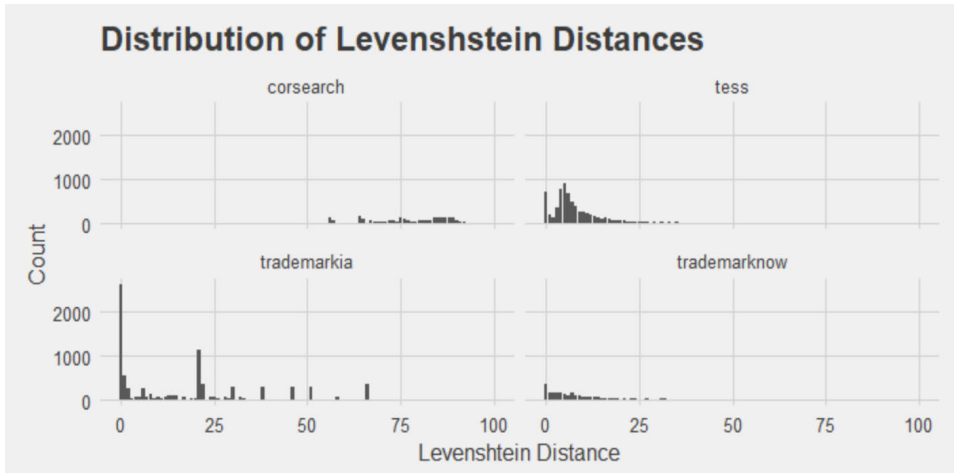 Distribution of Levenshstein Distances
corsearch
tess
2000
1000
0
Count
trademarkia
trademarknow
2000
1000
0
0 25 50 75 100 0 25 50 75 100
Levenshtein Distance